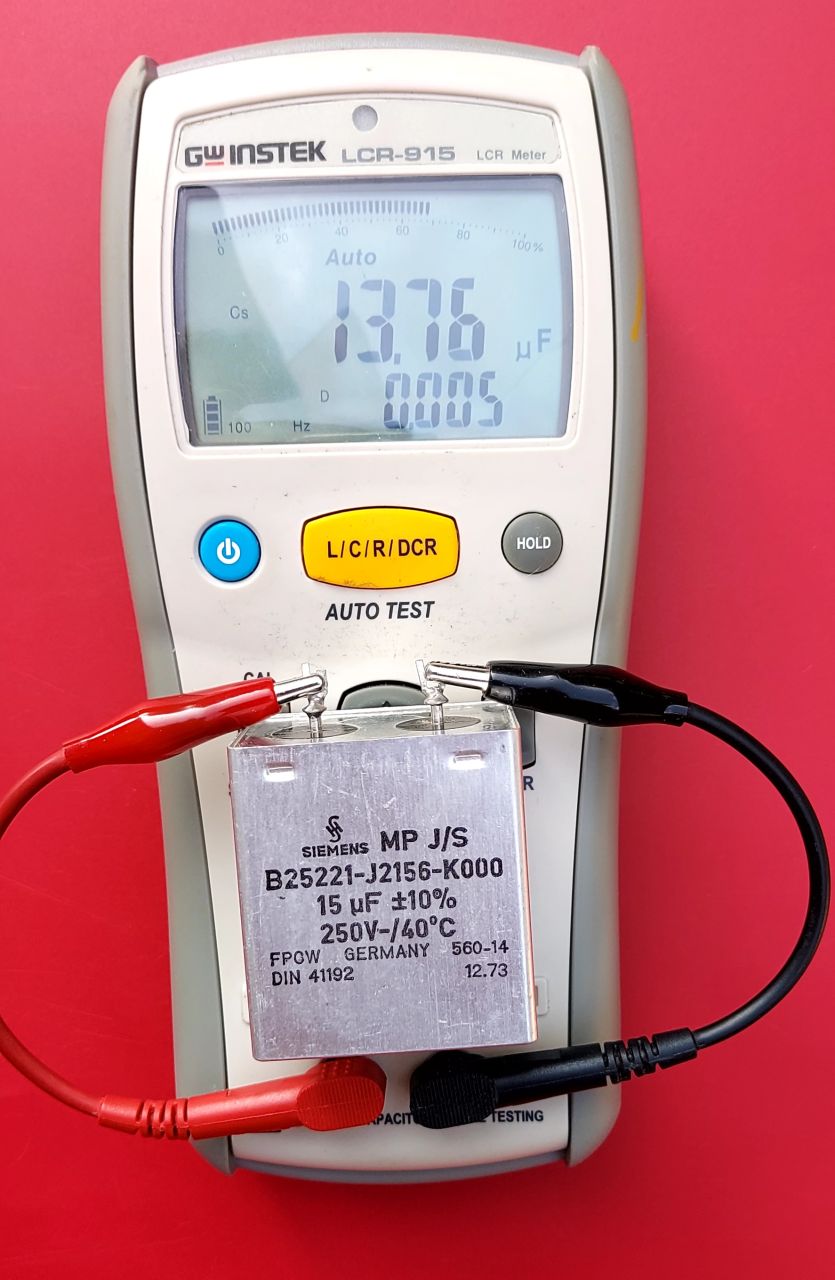 GW INSTEK LCR-915 LCR Meter
0 20 40 60 80 100%
Auto
Cs 13.76 µF
D 0.005
100 Hz
L/C/R/DCR
HOLD
AUTO TEST
SIEMENS MP J/S
B25221-J2156-K000
15 µF ±10%
250V-/40°C
FPGW GERMANY 560-14
DIN 41192 12.73
TESTING